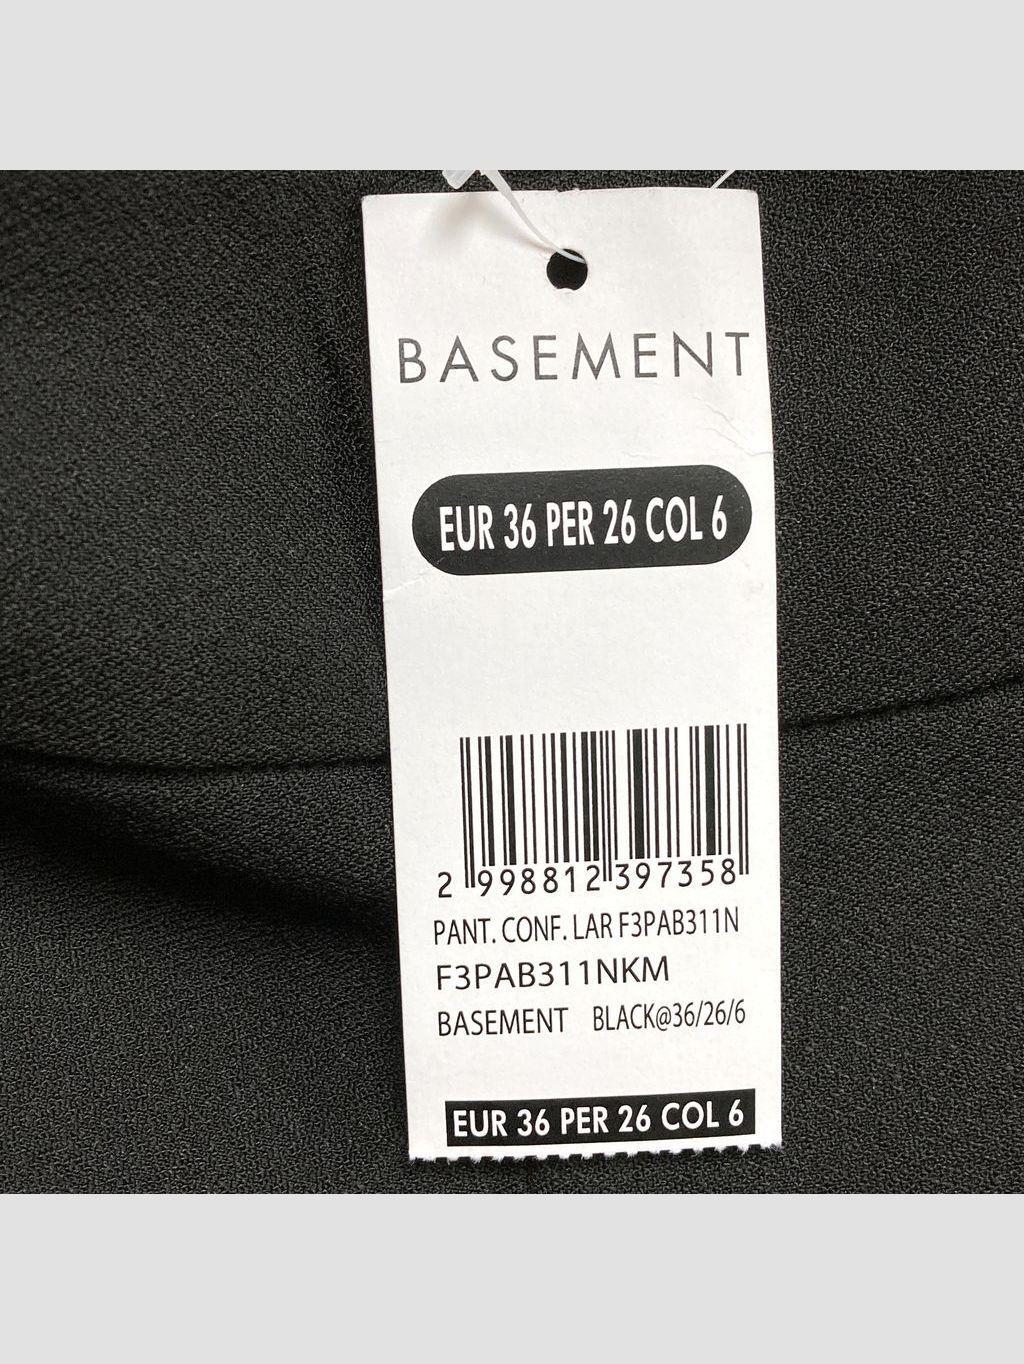 BASEMENT
EUR 36 PER 26 COL 6
2 998812 397358
PANT. CONF. LAR F3PAB311N
F3PAB311NKM
BASEMENT BLACK@36/26/6
EUR 36 PER 26 COL 6